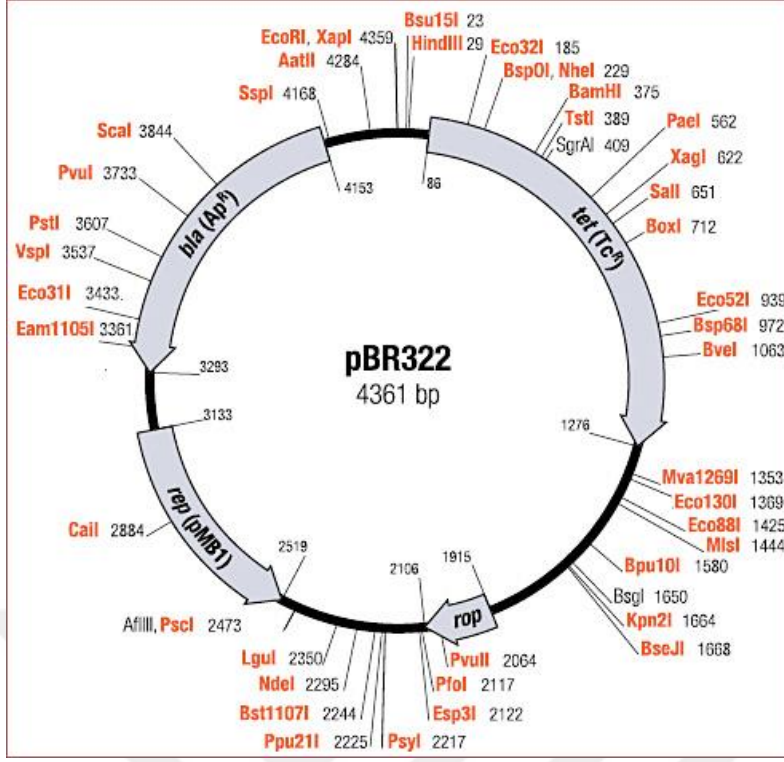 Bsu15I 23
EcoRI, XapI 4359
HindIII 29
Eco32I 185
AatII 4284
BspOI, NheI 229
SspI 4168
BamHI 375
TstI 389
PaeI 562
ScaI 3844
SgrAI 409
XagI 622
PvuI 3733
4153
86
SalI 651
bla (ApR)
tet (TcR)
PstI 3607
BoxI 712
VspI 3537
Eco31I 3433
Eco52I 939
Eam1105I 3361
Bsp68I 972
pBR322
BveI 1063
3293
4361 bp
3133
1276
Mva1269I 1353
Eco130I 1369
rep (pMB1)
Eco88I 1425
CaiI 2884
MlsI 1444
2519
2106
1915
Bpu10I 1580
BsgI 1650
rop
Kpn2I 1664
AflIII, PscI 2473
BseJI 1668
LguI 2350
PvuII 2064
NdeI 2295
PfoI 2117
Bst1107I 2244
Esp3I 2122
Ppu21I 2225
PsyI 2217